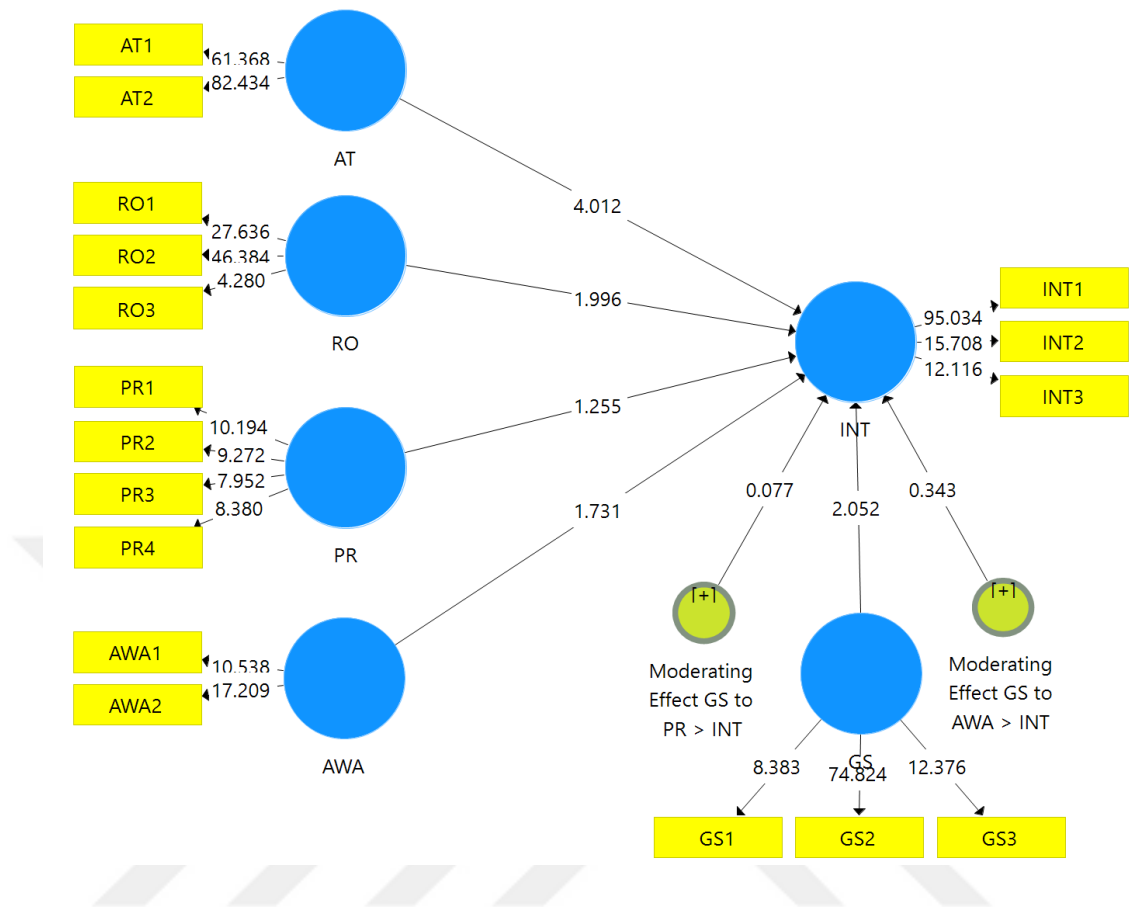 AT1
61.368
AT2
82.434
AT
4.012
RO1
27.636
RO2
46.384
4.280
RO3
RO
1.996
INT1
95.034
INT2
15.708
12.116
INT3
INT
PR1
10.194
PR2
9.272
7.952
PR3
8.380
PR4
PR
1.255
1.731
0.077
2.052
0.343
[+]
[+]
Moderating
Effect GS to
PR > INT
Moderating
Effect GS to
AWA > INT
AWA1
10.538
17.209
AWA2
AWA
GS
8.383
74.824
12.376
GS1
GS2
GS3